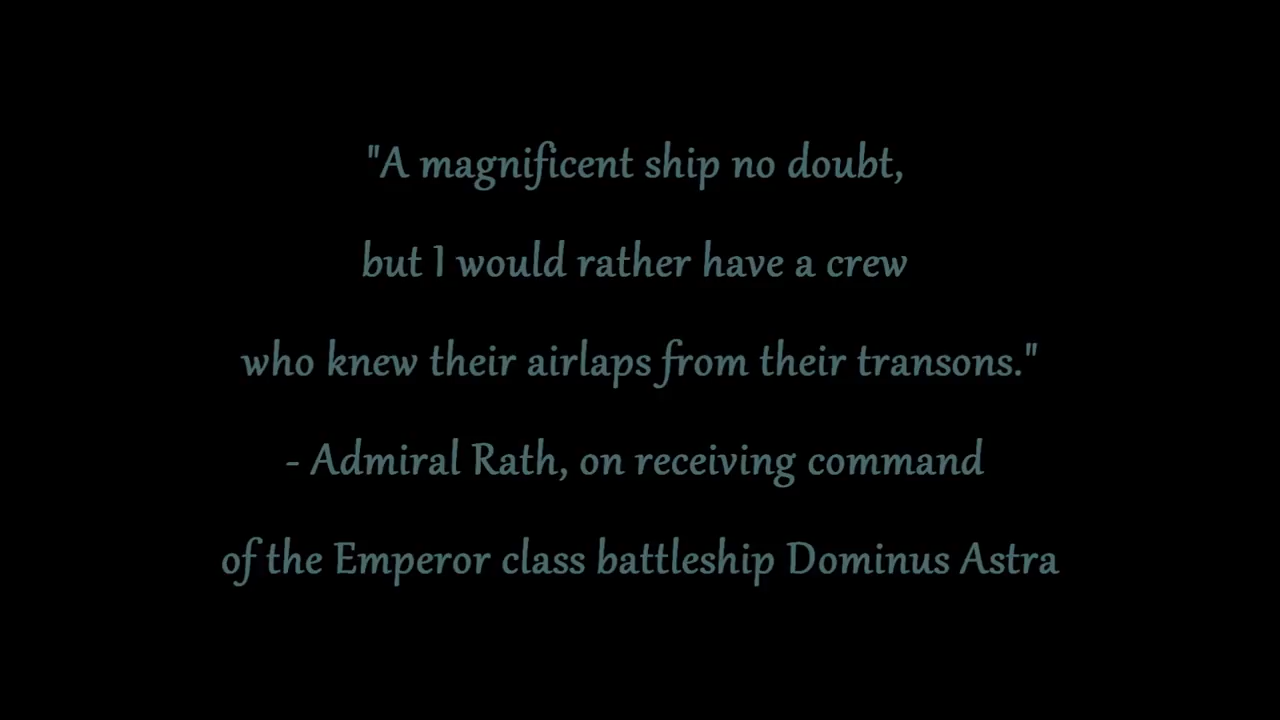 "A magnificent ship no doubt,
but I would rather have a crew
who knew their airlaps from their transons."
- Admiral Rath, on receiving command
of the Emperor class battleship Dominus Astra